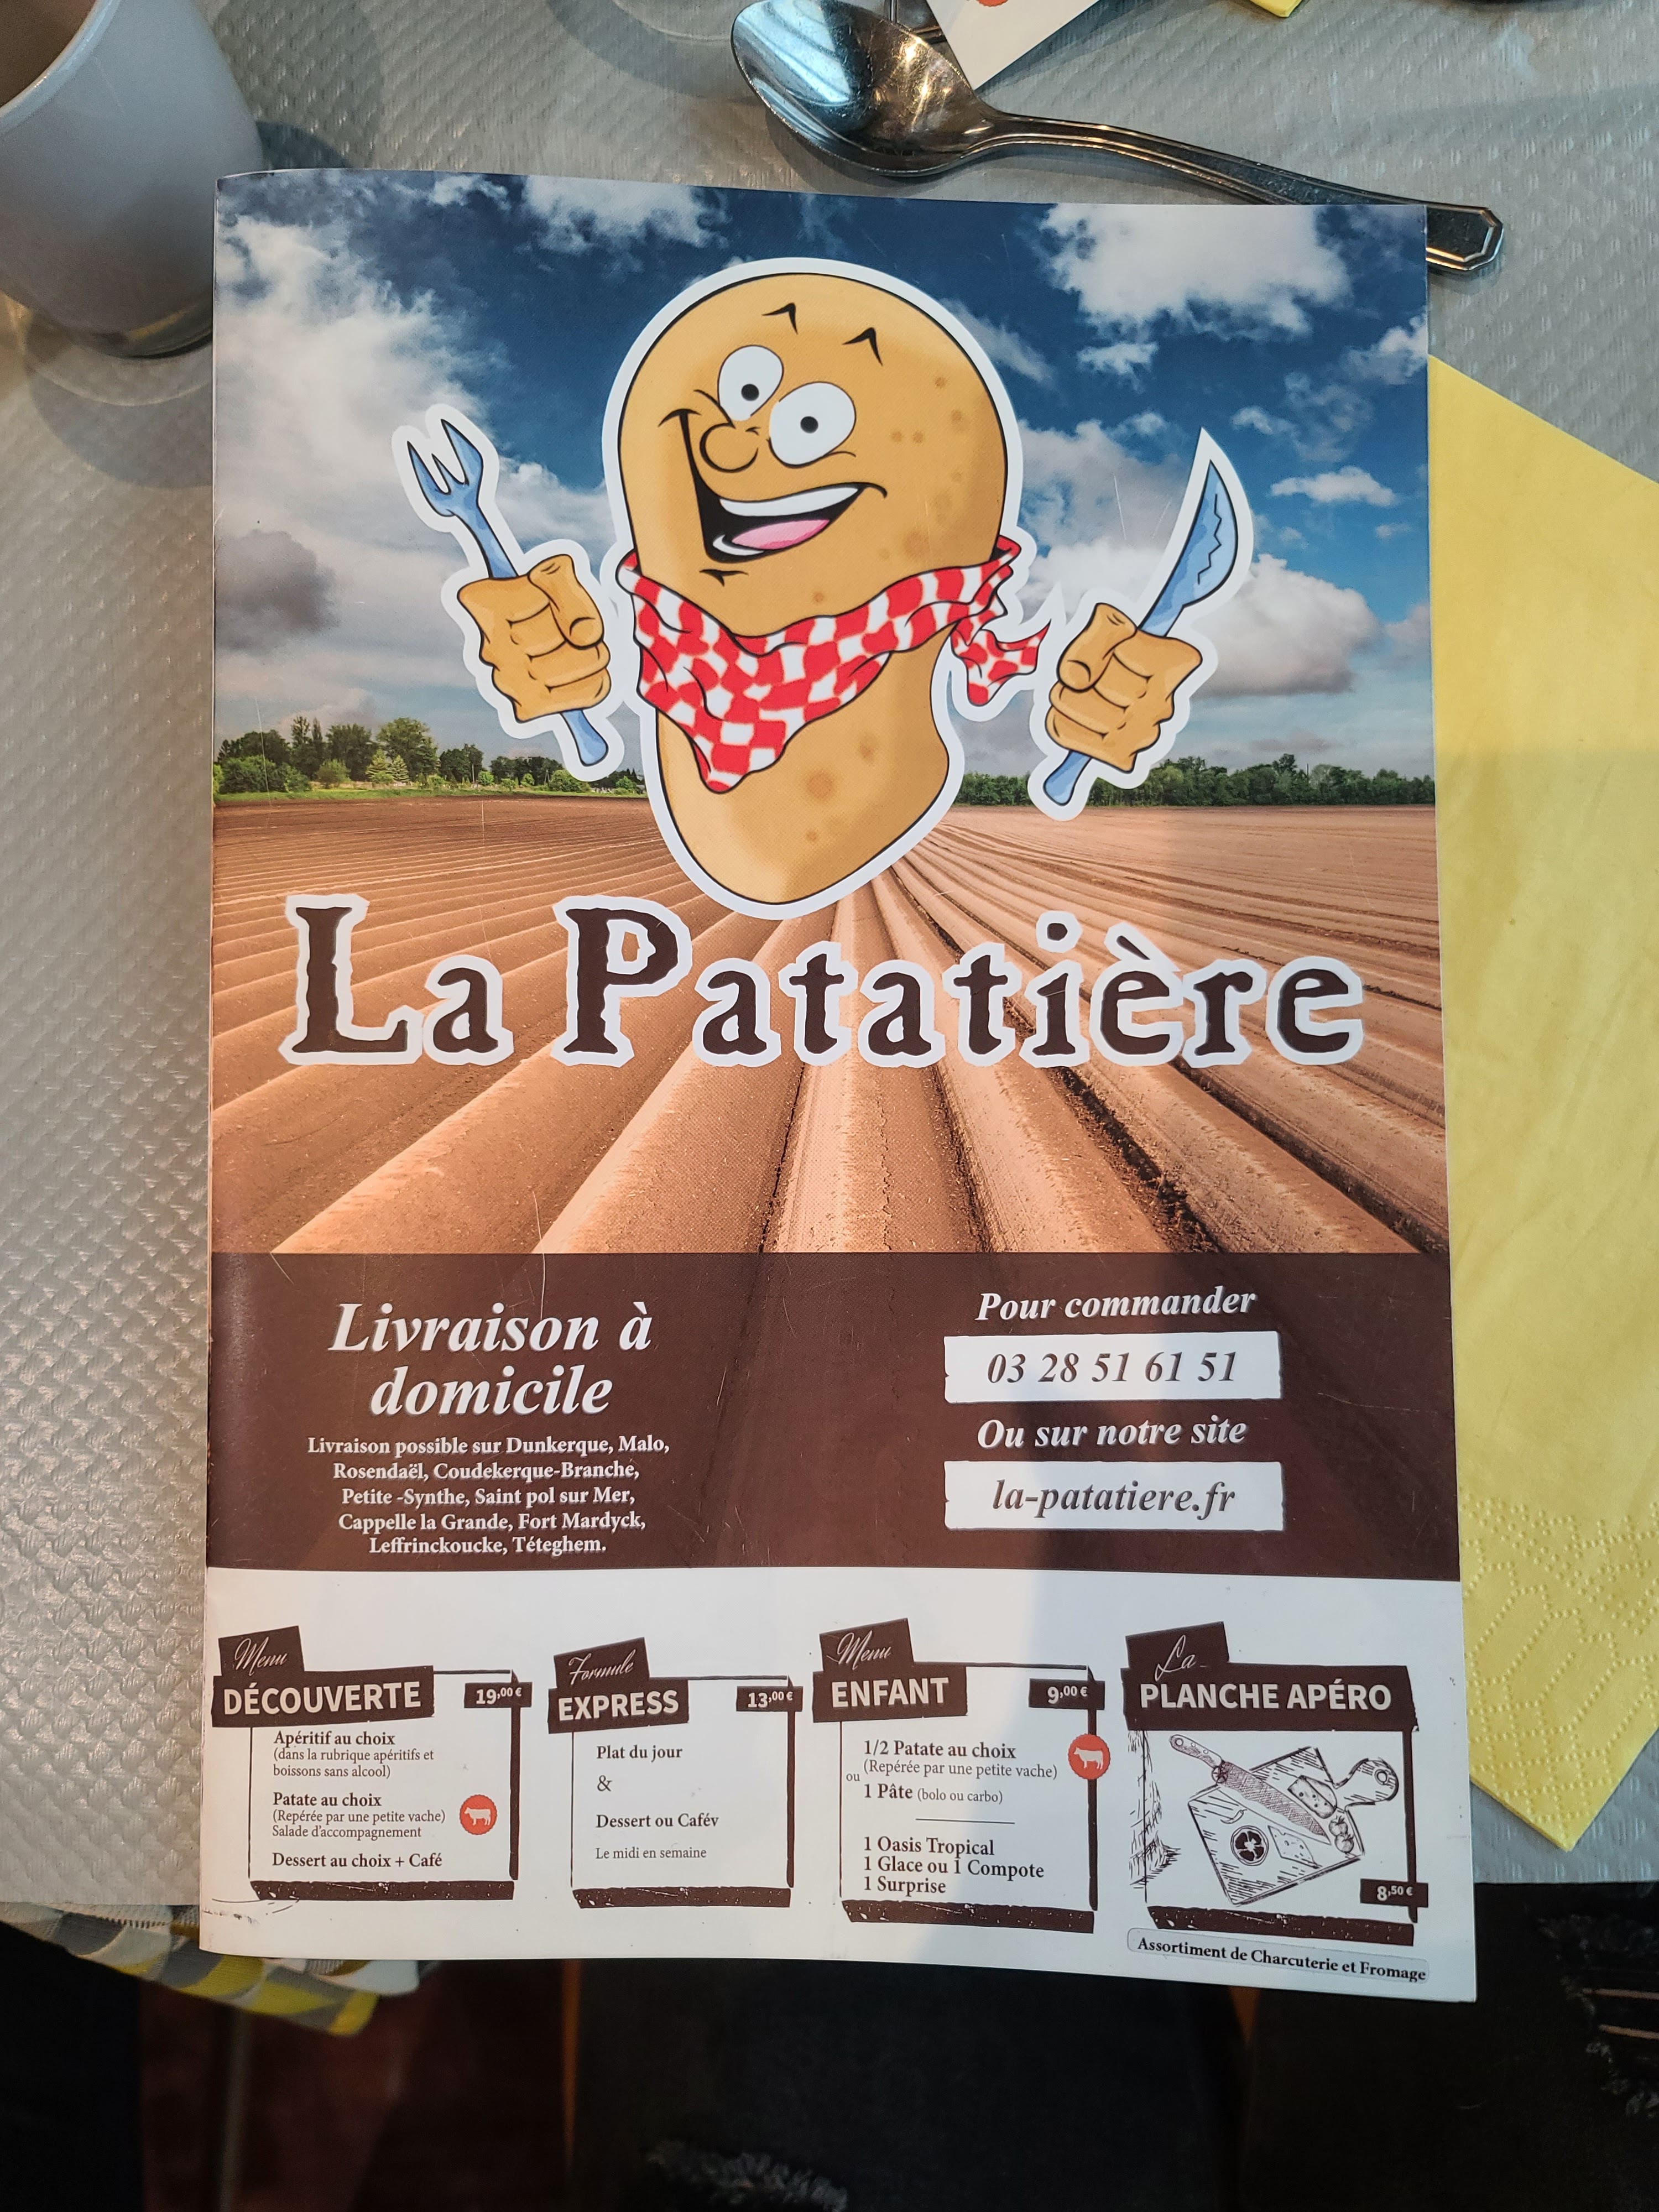 La Patatière
Livraison à
domicile
Livraison possible sur Dunkerque, Malo,
Rosendaël, Coudekerque-Branche,
Petite -Synthe, Saint pol sur Mer,
Cappelle la Grande, Fort Mardyck,
Leffrinckoucke, Téteghem.
Pour commander
03 28 51 61 51
Ou sur notre site
la-patatiere.fr
Menu
DÉCOUVERTE
19,00 €
Apéritif au choix
(dans la rubrique apéritifs et
boissons sans alcool)
Patate au choix
(Repérée par une petite vache)
Salade d'accompagnement
Dessert au choix + Café
Formule
EXPRESS
13,00 €
Plat du jour
&
Dessert ou Cafév
Le midi en semaine
Menu
ENFANT
9,00 €
1/2 Patate au choix
(Repérée par une petite vache)
ou
1 Pâte (bolo ou carbo)
1 Oasis Tropical
1 Glace ou 1 Compote
1 Surprise
La
PLANCHE APÉRO
8,50 €
Assortiment de Charcuterie et Fromage